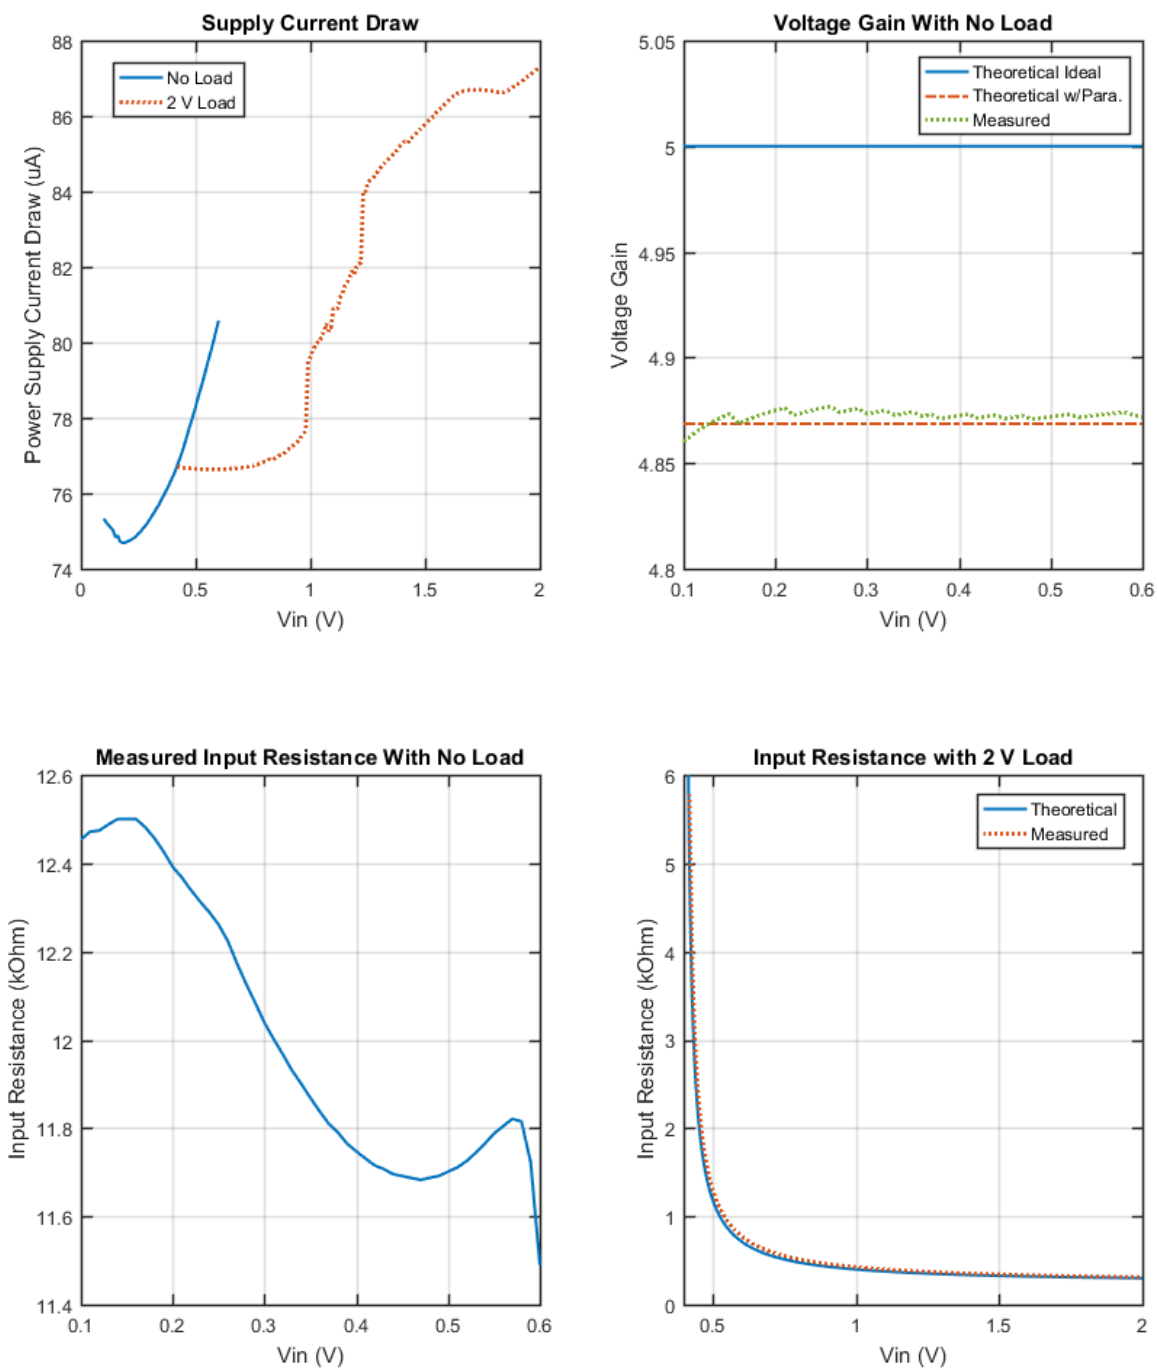 Supply Current Draw
88
86
84
82
80
78
76
74
0
0.5
1
1.5
2
Power Supply Current Draw (uA)
Vin (V)
No Load
2 V Load
Voltage Gain With No Load
5.05
5
4.95
4.9
4.85
4.8
0.1
0.2
0.3
0.4
0.5
0.6
Voltage Gain
Vin (V)
Theoretical Ideal
Theoretical w/Para.
Measured
Measured Input Resistance With No Load
12.6
12.4
12.2
12
11.8
11.6
11.4
0.1
0.2
0.3
0.4
0.5
0.6
Input Resistance (kOhm)
Vin (V)
Input Resistance with 2 V Load
6
5
4
3
2
1
0
0.5
1
1.5
2
Input Resistance (kOhm)
Vin (V)
Theoretical
Measured